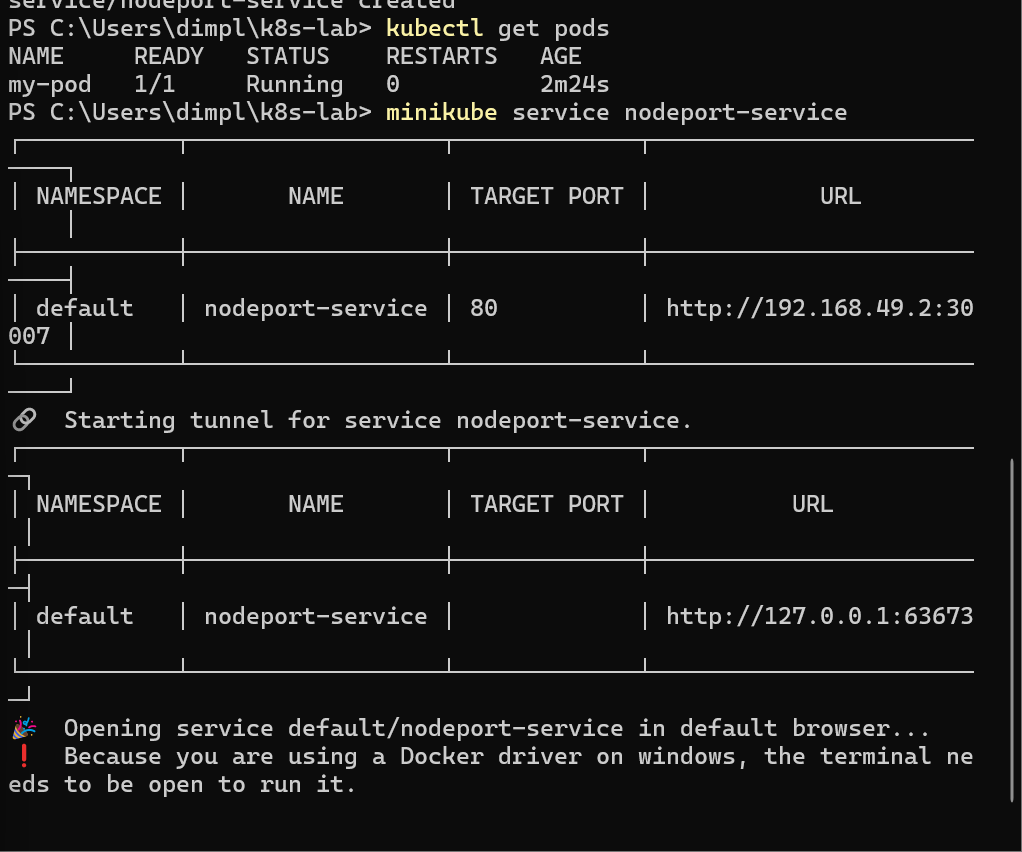 service/nodeport-service created
PS C:\Users\dimpl\k8s-lab> kubectl get pods
NAME     READY   STATUS    RESTARTS   AGE
my-pod   1/1     Running   0          2m24s
PS C:\Users\dimpl\k8s-lab> minikube service nodeport-service
NAMESPACE | NAME | TARGET PORT | URL
default | nodeport-service | 80 | http://192.168.49.2:30
007
🔗  Starting tunnel for service nodeport-service.
NAMESPACE | NAME | TARGET PORT | URL
default | nodeport-service | | http://127.0.0.1:63673
🎉  Opening service default/nodeport-service in default browser...
❗  Because you are using a Docker driver on windows, the terminal ne
eds to be open to run it.